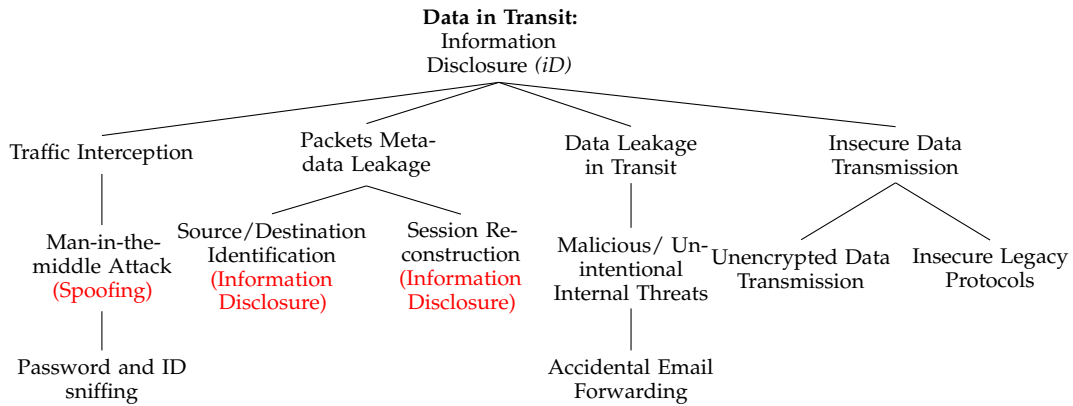 Data in Transit:
Information
Disclosure (iD)
Traffic Interception
Packets Meta-
data Leakage
Data Leakage
in Transit
Insecure Data
Transmission
Man-in-the-
middle Attack
(Spoofing)
Source/Destination
Identification
(Information
Disclosure)
Session Re-
construction
(Information
Disclosure)
Malicious/ Un-
intentional
Internal Threats
Unencrypted Data
Transmission
Insecure Legacy
Protocols
Password and ID
sniffing
Accidental Email
Forwarding